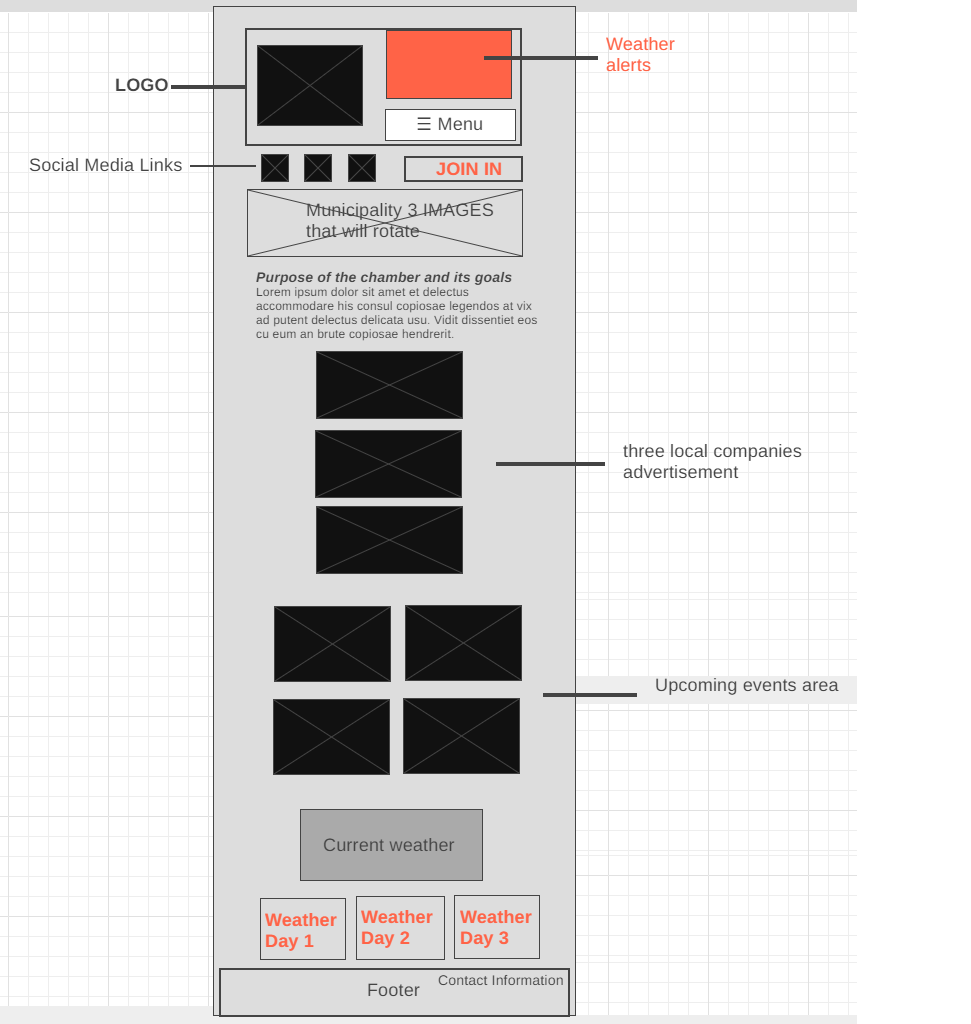 Weather
alerts
LOGO
☰ Menu
Social Media Links
JOIN IN
Municipality 3 IMAGES
that will rotate
Purpose of the chamber and its goals
Lorem ipsum dolor sit amet et delectus
accommodare his consul copiosae legendos at vix
ad putent delectus delicata usu. Vidit dissentiet eos
cu eum an brute copiosae hendrerit.
three local companies
advertisement
Upcoming events area
Current weather
Weather
Day 1
Weather
Day 2
Weather
Day 3
Contact Information
Footer